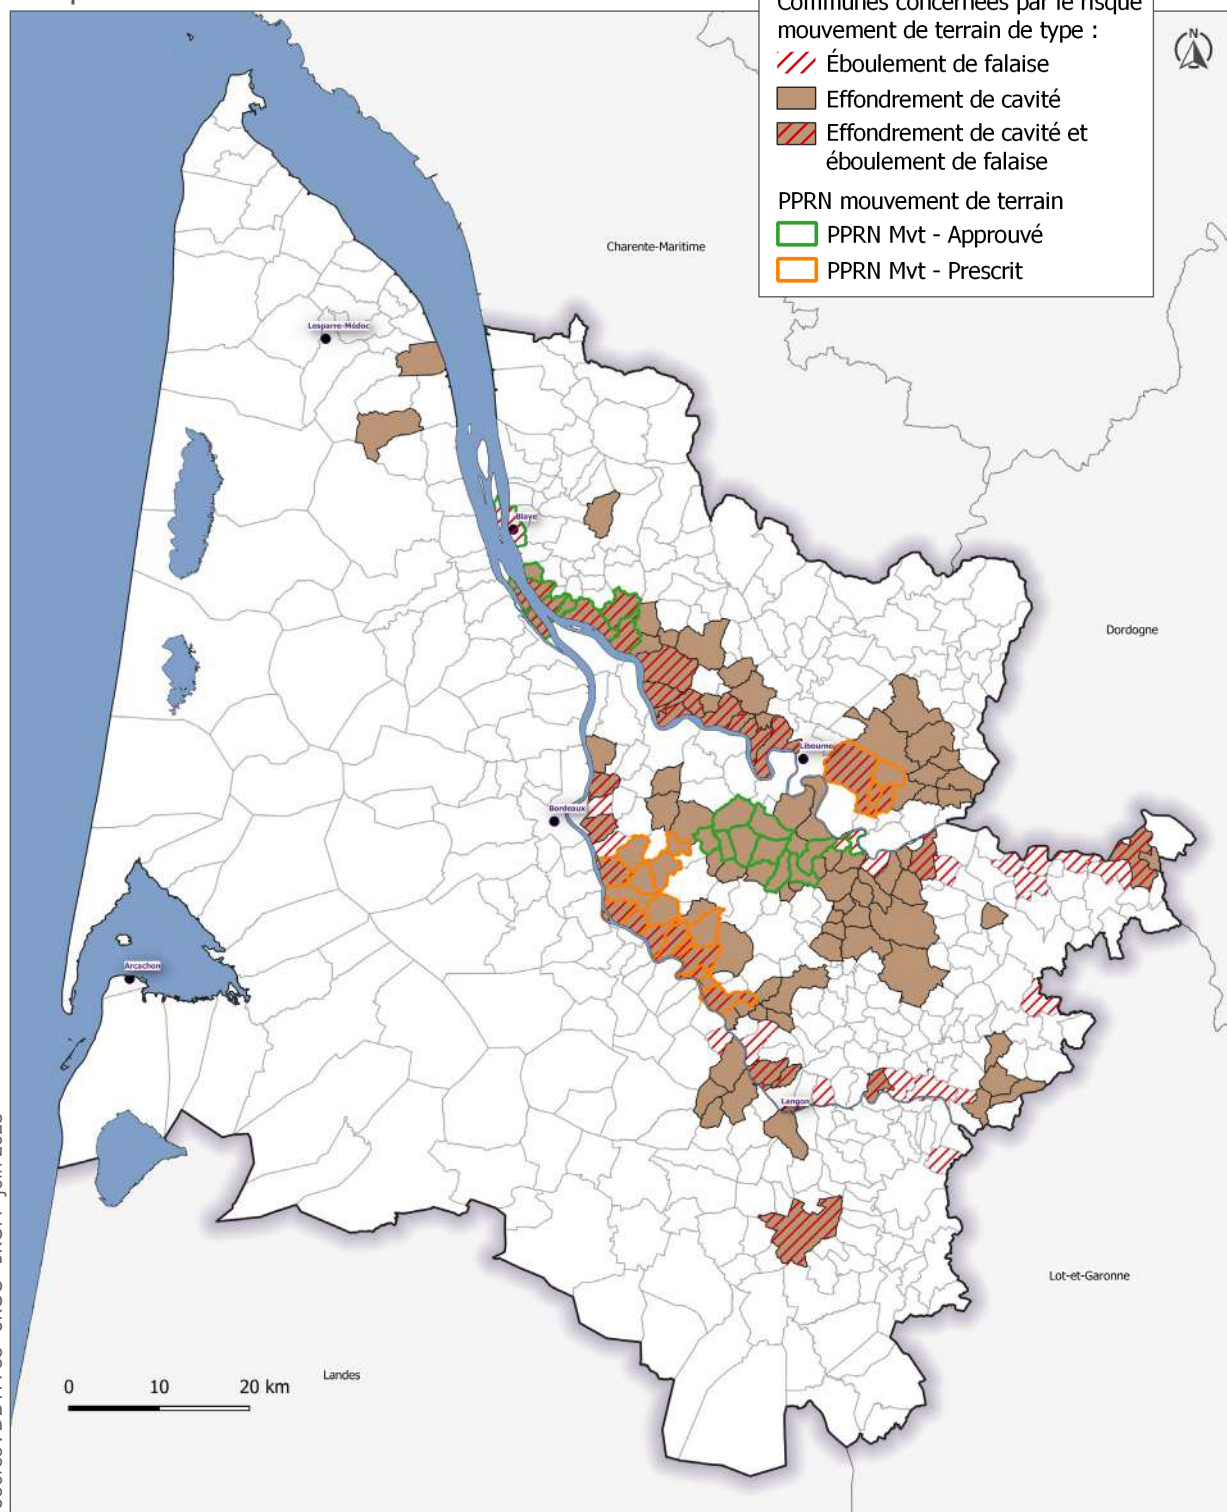 Communes concernées par le risque
mouvement de terrain de type :
Éboulement de falaise
Effondrement de cavité
Effondrement de cavité et
éboulement de falaise
PPRN mouvement de terrain
PPRN Mvt - Approuvé
PPRN Mvt - Prescrit
N
Charente-Maritime
Lesparre-Médoc
Blaye
Dordogne
Libourne
Bordeaux
Arcachon
Langon
Lot-et-Garonne
Landes
0 10 20 km